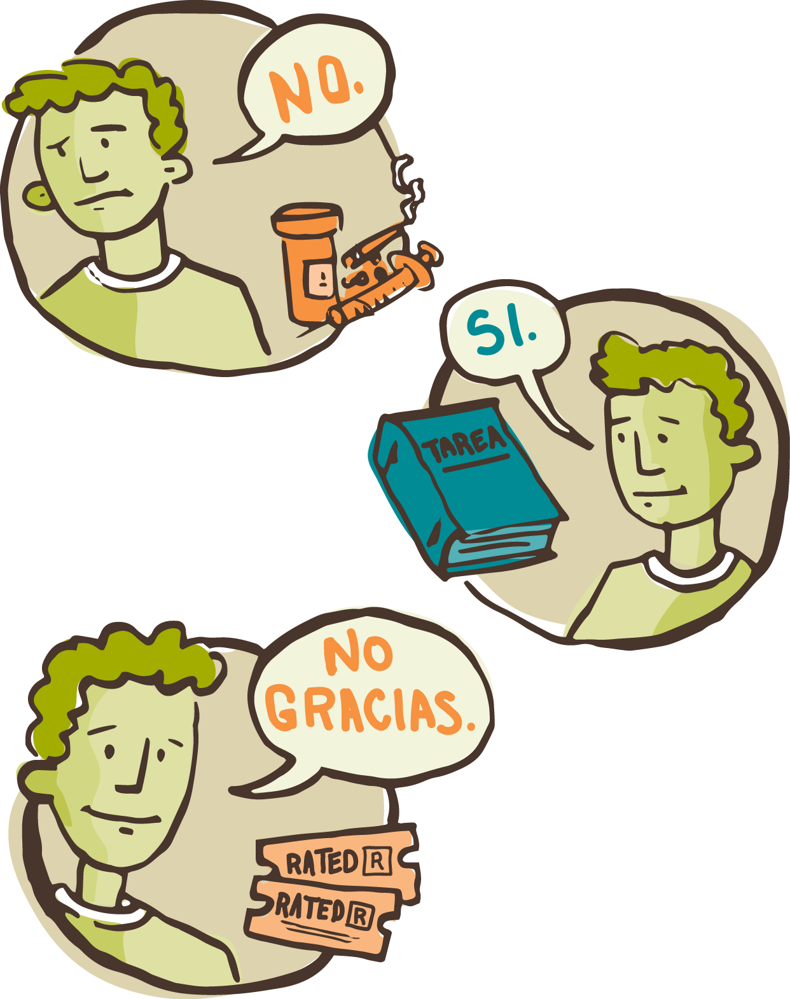 NO.
SI.
TAREA
NO
GRACIAS.
RATED R
RATED R